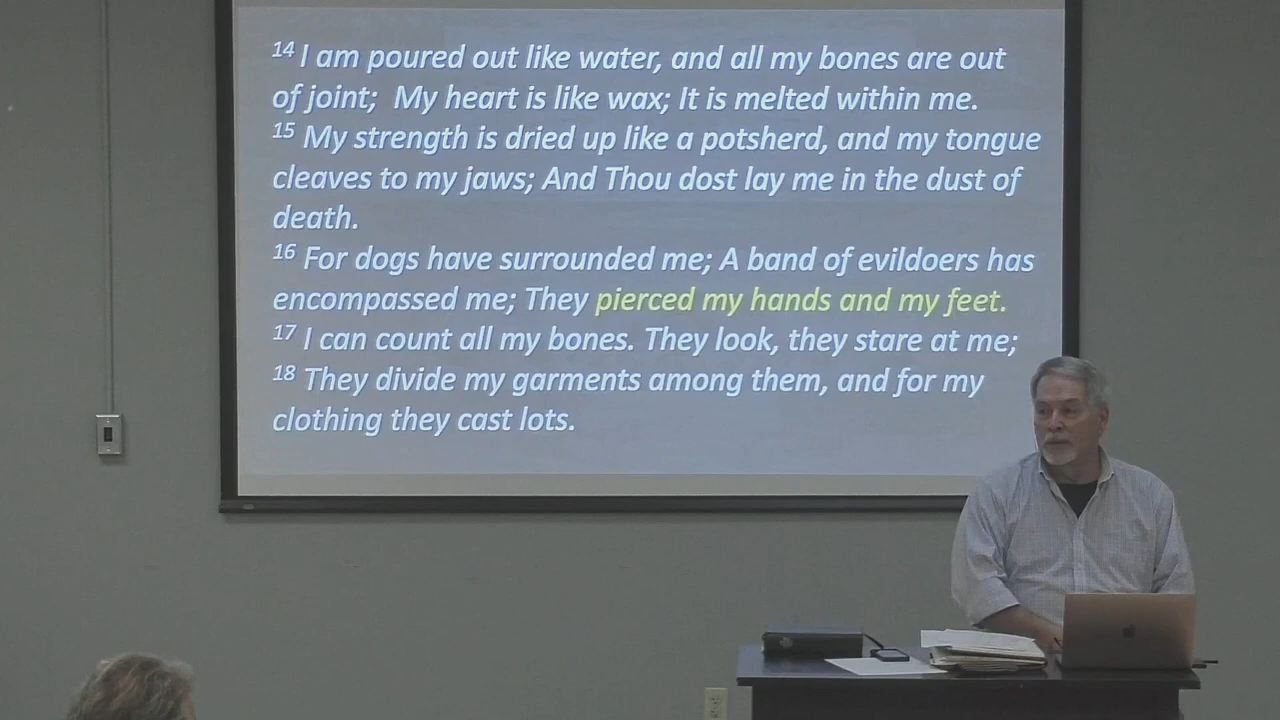 14 I am poured out like water, and all my bones are out
of joint; My heart is like wax; It is melted within me.
15 My strength is dried up like a potsherd, and my tongue
cleaves to my jaws; And Thou dost lay me in the dust of
death.
16 For dogs have surrounded me; A band of evildoers has
encompassed me; They pierced my hands and my feet.
17 I can count all my bones. They look, they stare at me;
18 They divide my garments among them, and for my
clothing they cast lots.